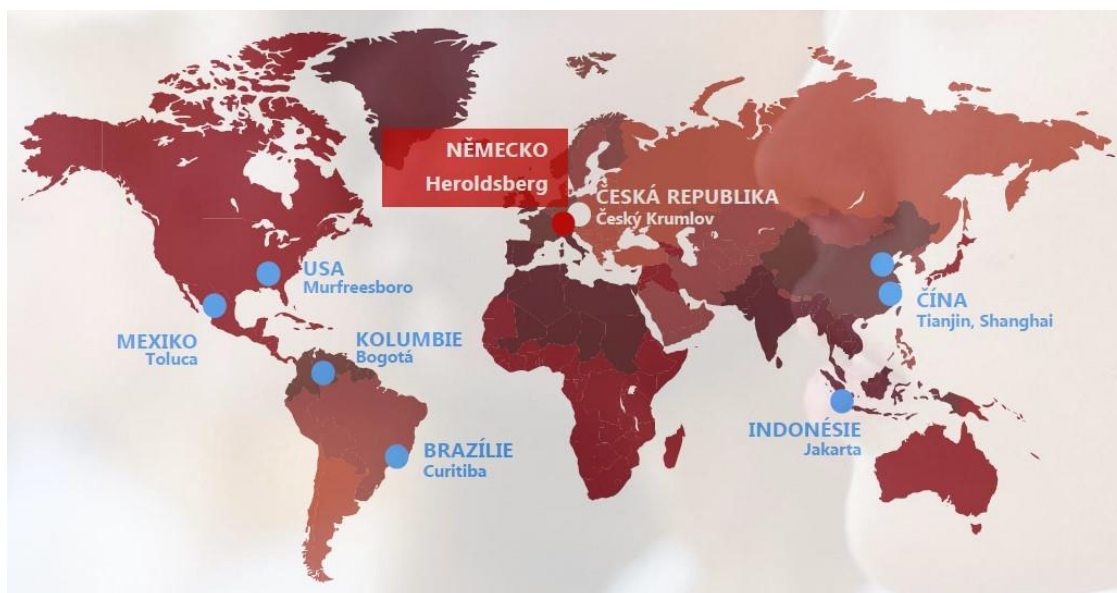 NĚMECKO
Heroldsberg
ČESKÁ REPUBLIKA
Český Krumlov
USA
Murfreesboro
MEXIKO
Toluca
KOLUMBIE
Bogotá
BRAZÍLIE
Curitiba
ČÍNA
Tianjin, Shanghai
INDONÉSIE
Jakarta